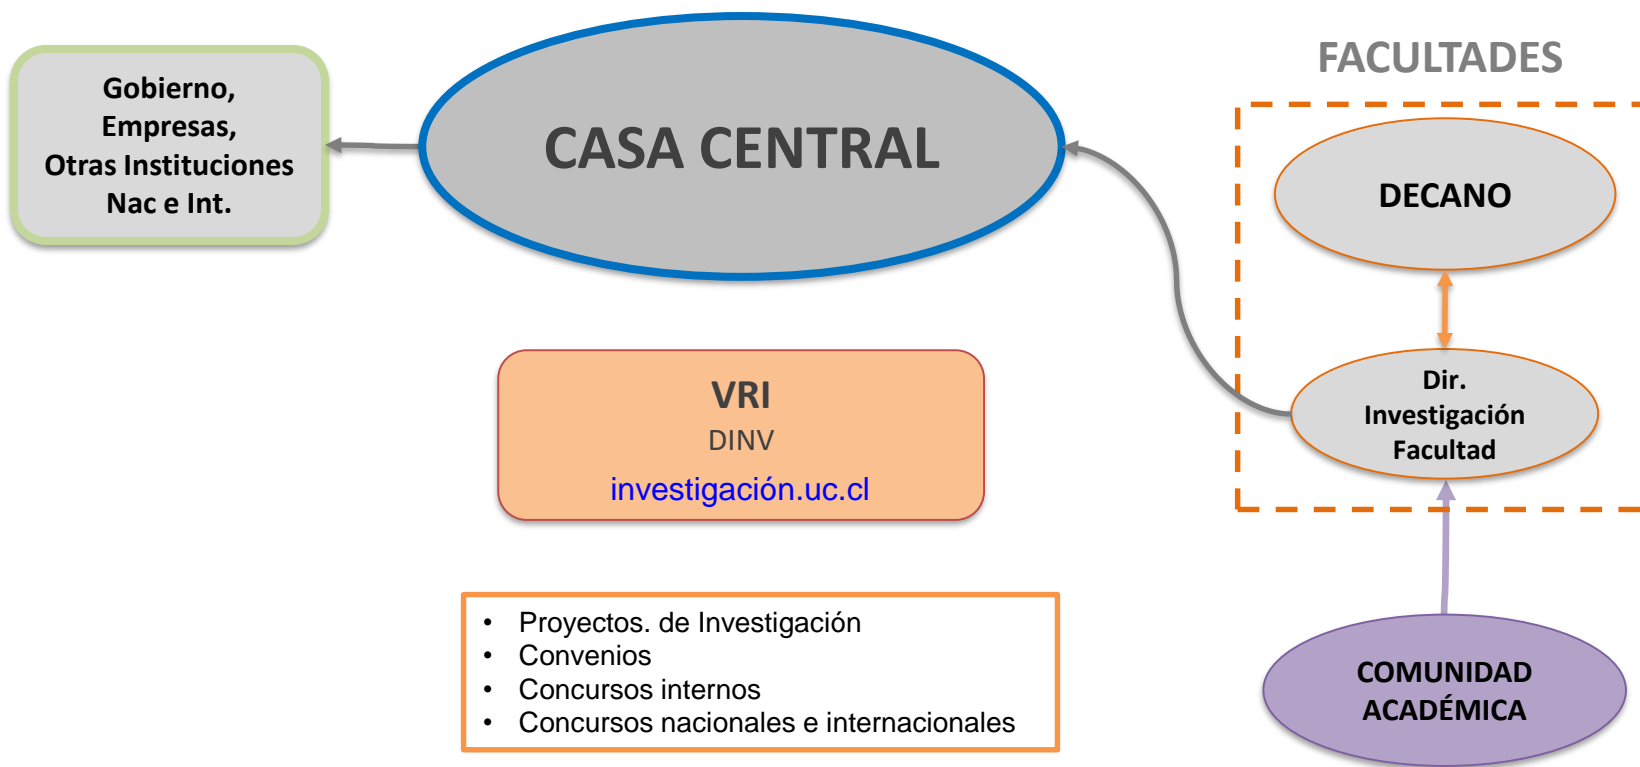 Gobierno,
Empresas,
Otras Instituciones
Nac e Int.
CASA CENTRAL
FACULTADES
DECANO
Dir.
Investigación
Facultad
VRI
DINV
investigación.uc.cl
• Proyectos. de Investigación
• Convenios
• Concursos internos
• Concursos nacionales e internacionales
COMUNIDAD
ACADÉMICA